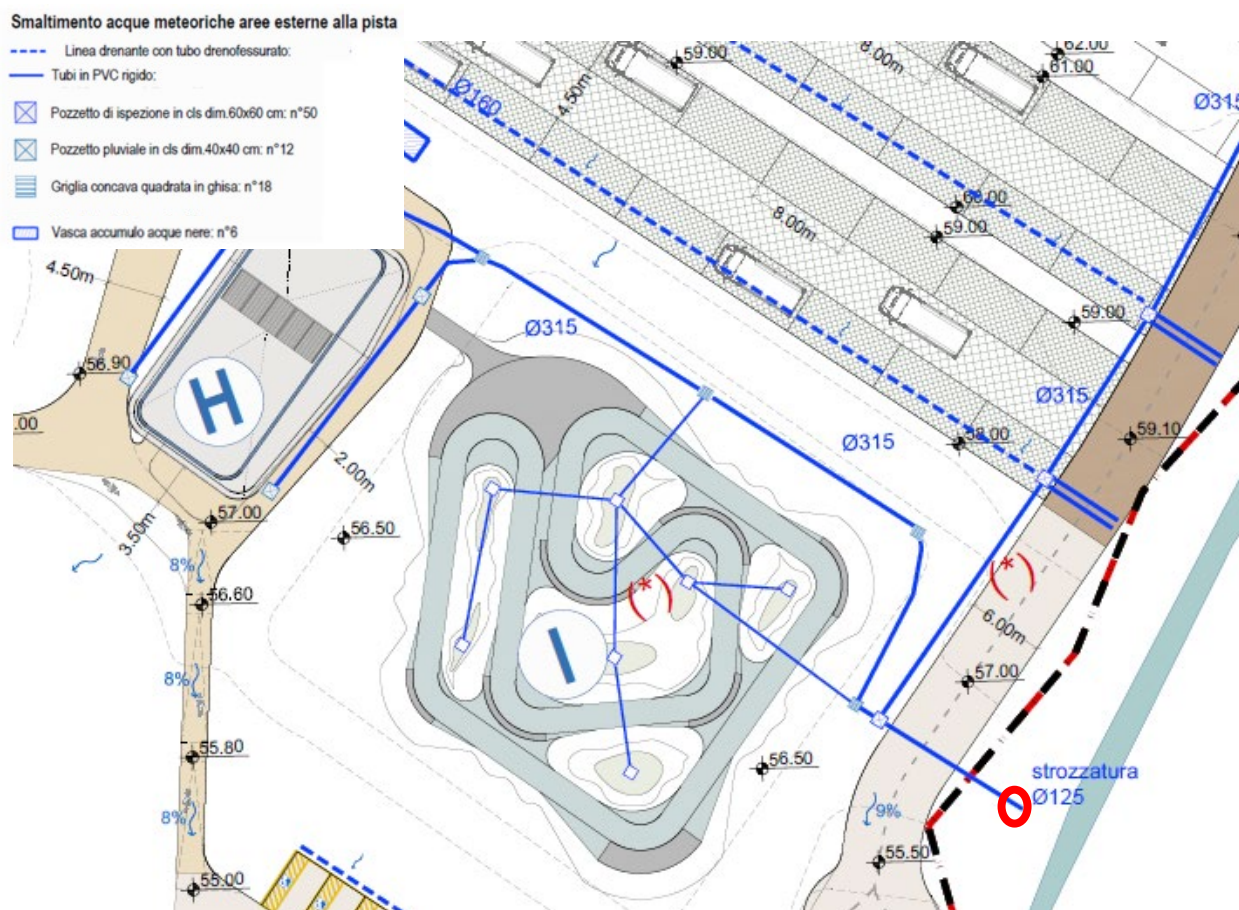 Smaltimento acque meteoriche aree esterne alla pista
Linea drenante con tubo drenofessurato:
Tubi in PVC rigido:
Pozzetto di ispezione in cls dim.60x60 cm: n°50
Pozzetto pluviale in cls dim.40x40 cm: n°12
Griglia concava quadrata in ghisa: n°18
Vasca accumulo acque nere: n°6
59.00
8.00m
62.00
61.00
Ø315
Ø160
4.50m
60.00
59.00
8.00m
4.50m
Ø315
59.00
56.90
Ø315
H
.00
Ø315
58.00
59.10
2.00m
3.50m
57.00
56.50
8%
(*)
(*)
56.60
6.00m
I
8%
57.00
55.80
56.50
strozzatura
Ø125
8%
9%
55.50
55.00